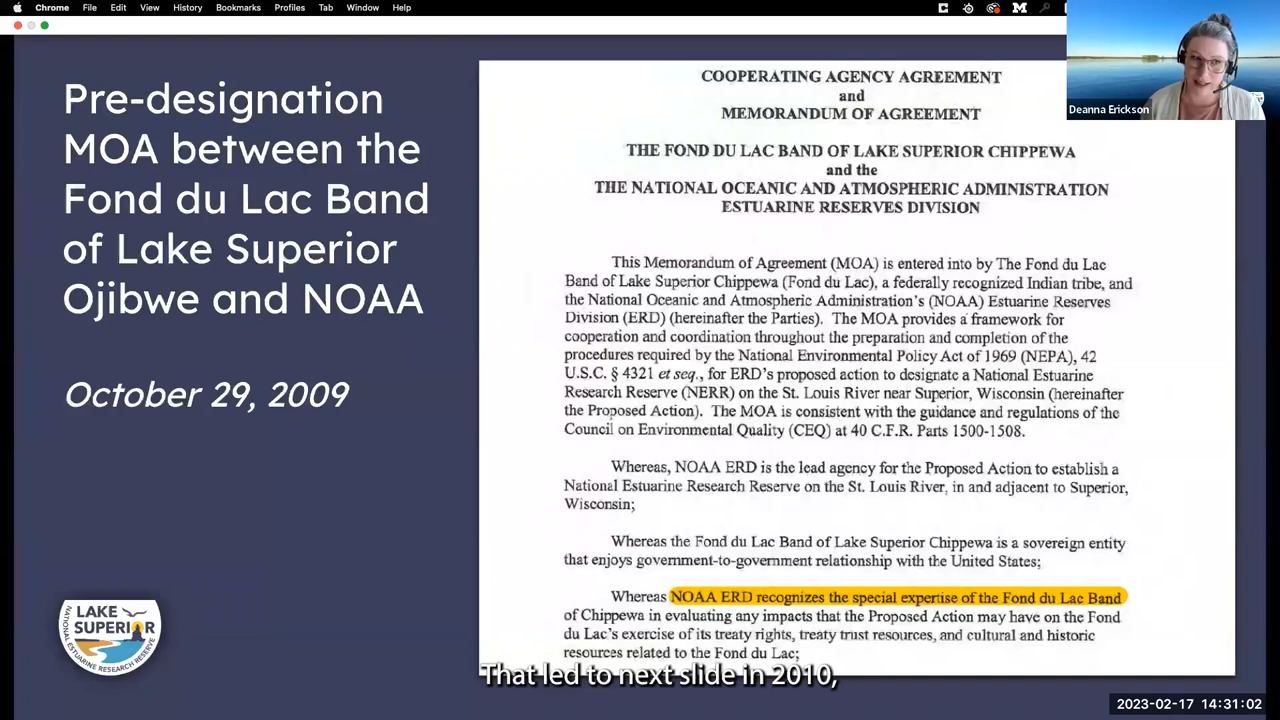 Chrome File Edit View History Bookmarks Profiles Tab Window Help
Deanna Erickson
Pre-designation
MOA between the
Fond du Lac Band
of Lake Superior
Ojibwe and NOAA
October 29, 2009
COOPERATING AGENCY AGREEMENT
and
MEMORANDUM OF AGREEMENT
THE FOND DU LAC BAND OF LAKE SUPERIOR CHIPPEWA
and the
THE NATIONAL OCEANIC AND ATMOSPHERIC ADMINISTRATION
ESTUARINE RESERVES DIVISION
This Memorandum of Agreement (MOA) is entered into by The Fond du Lac
Band of Lake Superior Chippewa (Fond du Lac), a federally recognized Indian tribe, and
the National Oceanic and Atmospheric Administration's (NOAA) Estuarine Reserves
Division (ERD) (hereinafter the Parties). The MOA provides a framework for
cooperation and coordination throughout the preparation and completion of the
procedures required by the National Environmental Policy Act of 1969 (NEPA), 42
U.S.C. § 4321 et seq., for ERD's proposed action to designate a National Estuarine
Research Reserve (NERR) on the St. Louis River near Superior, Wisconsin (hereinafter
the Proposed Action). The MOA is consistent with the guidance and regulations of the
Council on Environmental Quality (CEQ) at 40 C.F.R. Parts 1500-1508.
Whereas, NOAA ERD is the lead agency for the Proposed Action to establish a
National Estuarine Research Reserve on the St. Louis River, in and adjacent to Superior,
Wisconsin;
Whereas the Fond du Lac Band of Lake Superior Chippewa is a sovereign entity
that enjoys government-to-government relationship with the United States;
Whereas NOAA ERD recognizes the special expertise of the Fond du Lac Band
of Chippewa in evaluating any impacts that the Proposed Action may have on the Fond
du Lac's exercise of its treaty rights, treaty trust resources, and cultural and historic
resources related to the Fond du Lac;
LAKE
SUPERIOR
NATIONAL ESTUARINE RESEARCH RESERVE
That led to next slide in 2010,
2023-02-17 14:31:02